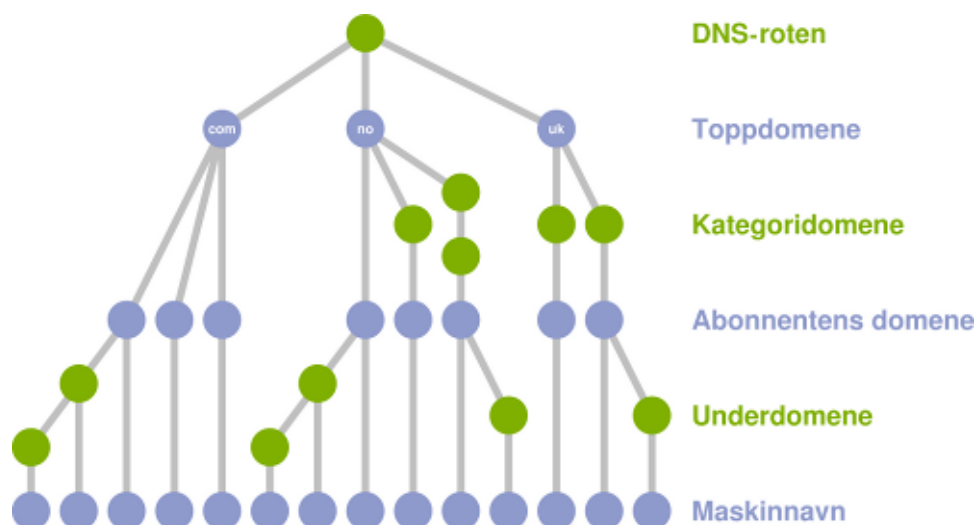 DNS-roten
com
no
uk
Toppdomene
Kategoridomene
Abonnentens domene
Underdomene
Maskinnavn